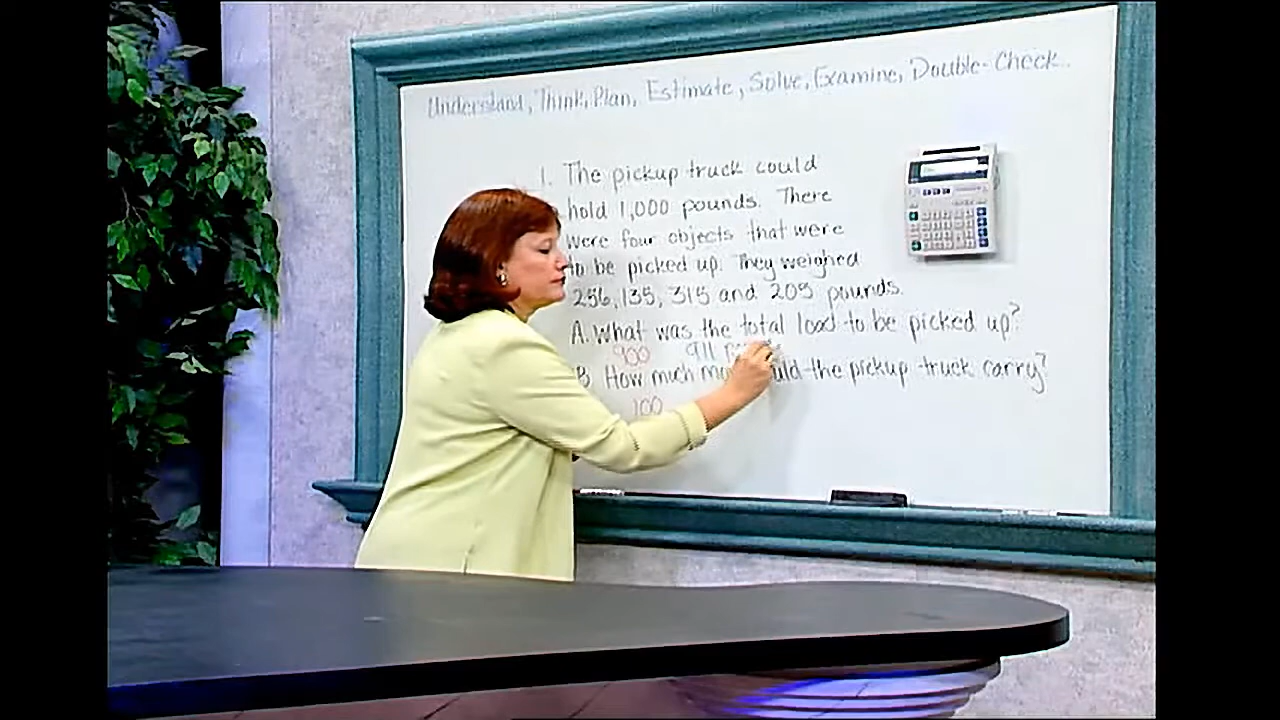 Understand, Think, Plan, Estimate, Solve, Examine, Double-Check.
1. The pickup truck could
hold 1,000 pounds. There
were four objects that were
to be picked up. They weighed
256, 135, 315 and 205 pounds.
A. What was the total load to be picked up?
900 911
B How much the pickup truck carry?
100